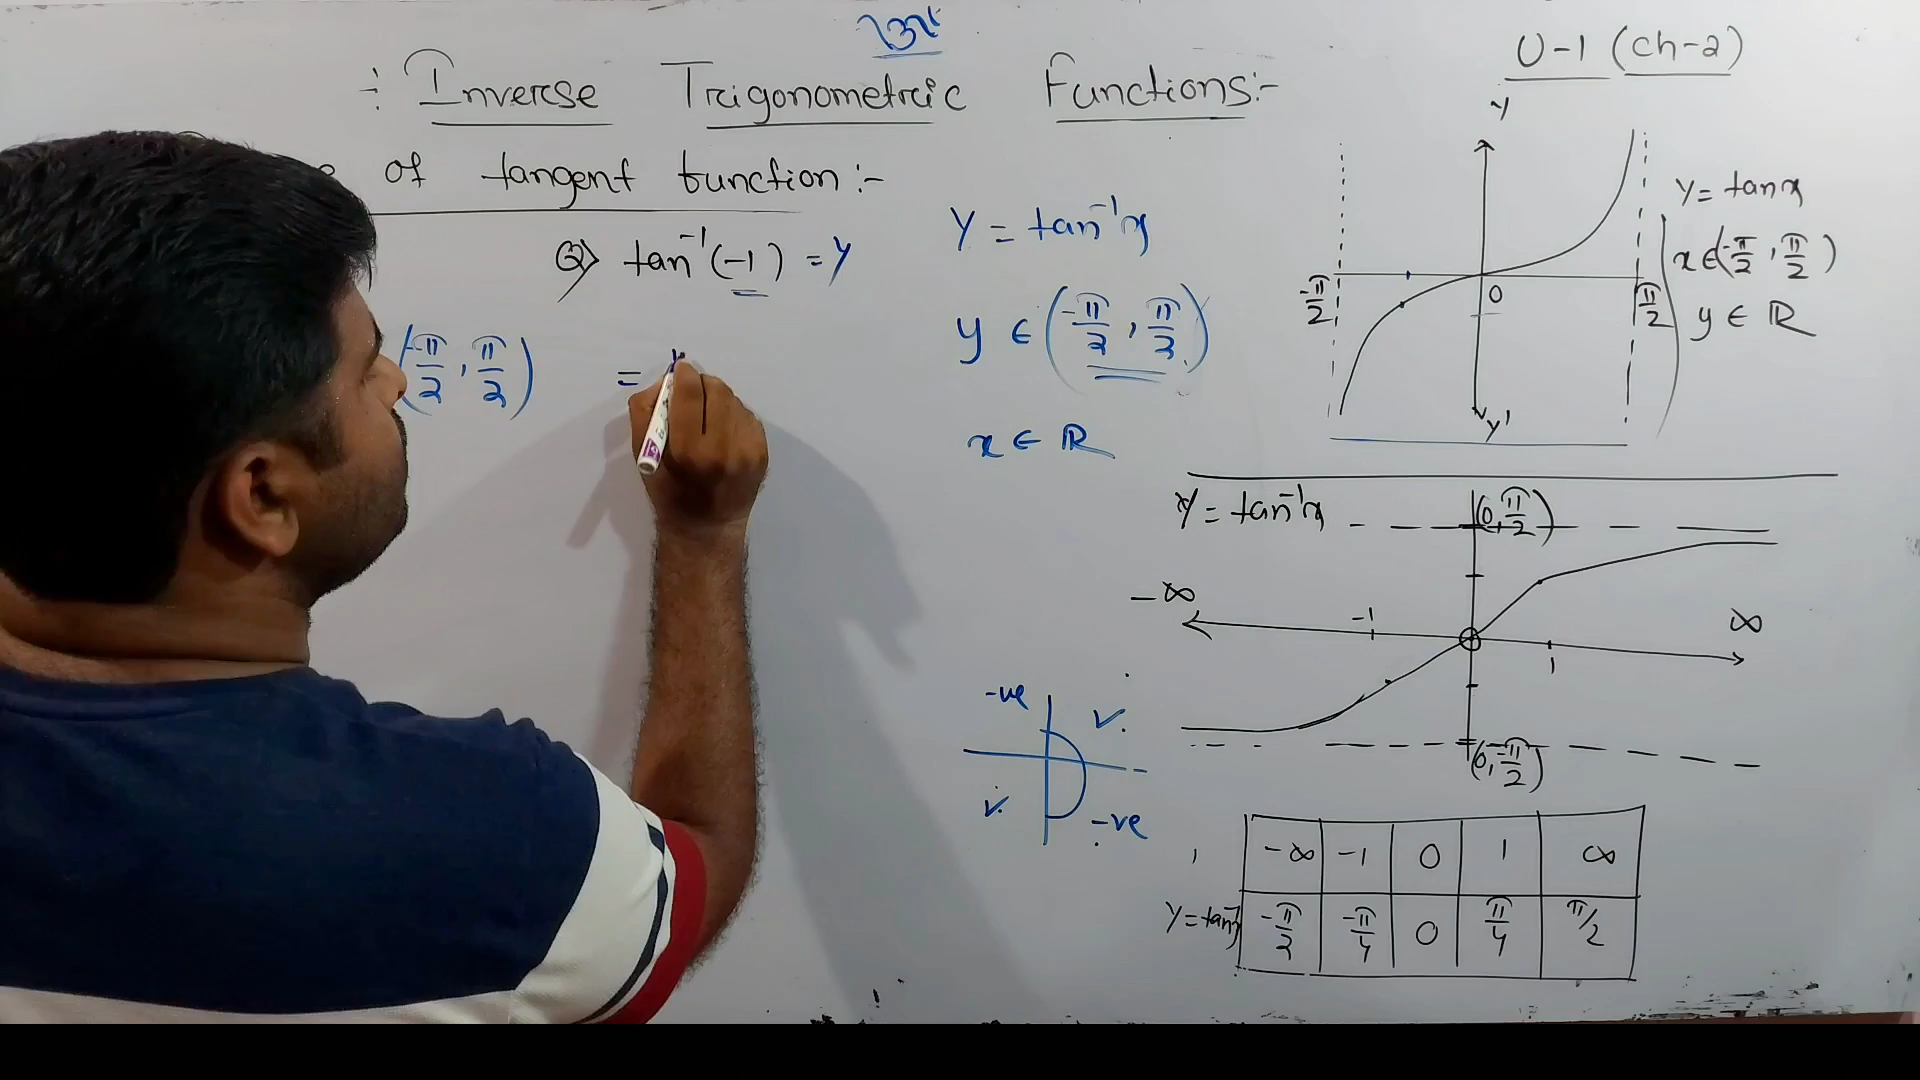 U-1 (Ch-2)
:- Inverse Trigonometric Functions:-
of tangent function:-
Q) tan⁻¹(-1) = y
(-π/2, π/2)
=
y = tan⁻¹x
y ∈ (-π/2, π/2)
x ∈ R
Y
-π/2
0
π/2
Y'
y = tanx
x ∈ (-π/2, π/2)
y ∈ R
y = tan⁻¹x
(0, π/2)
-∞
-1
1
∞
(0, -π/2)
-ve
-ve
-∞ -1 0 1 ∞
y = tan⁻¹x -π/2 -π/4 0 π/4 π/2